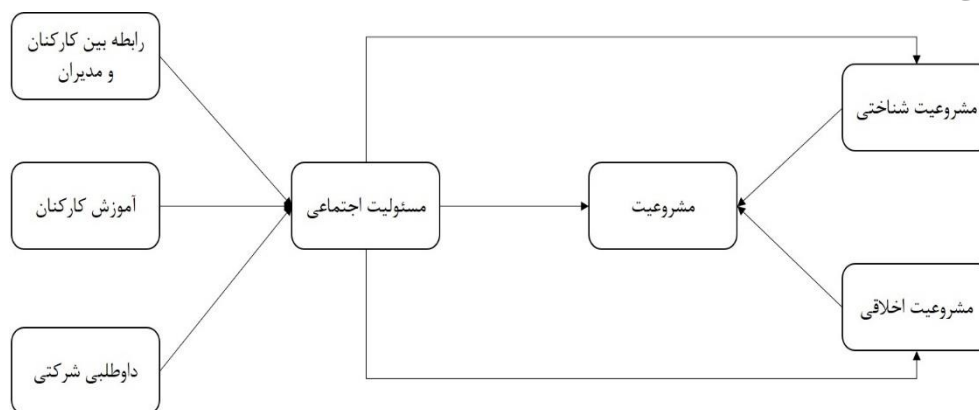 رابطه بین کارکنان
و مدیران
مشروعیت شناختی
آموزش کارکنان
مسئولیت اجتماعی
مشروعیت
مشروعیت اخلاقی
داوطلبی شرکتی